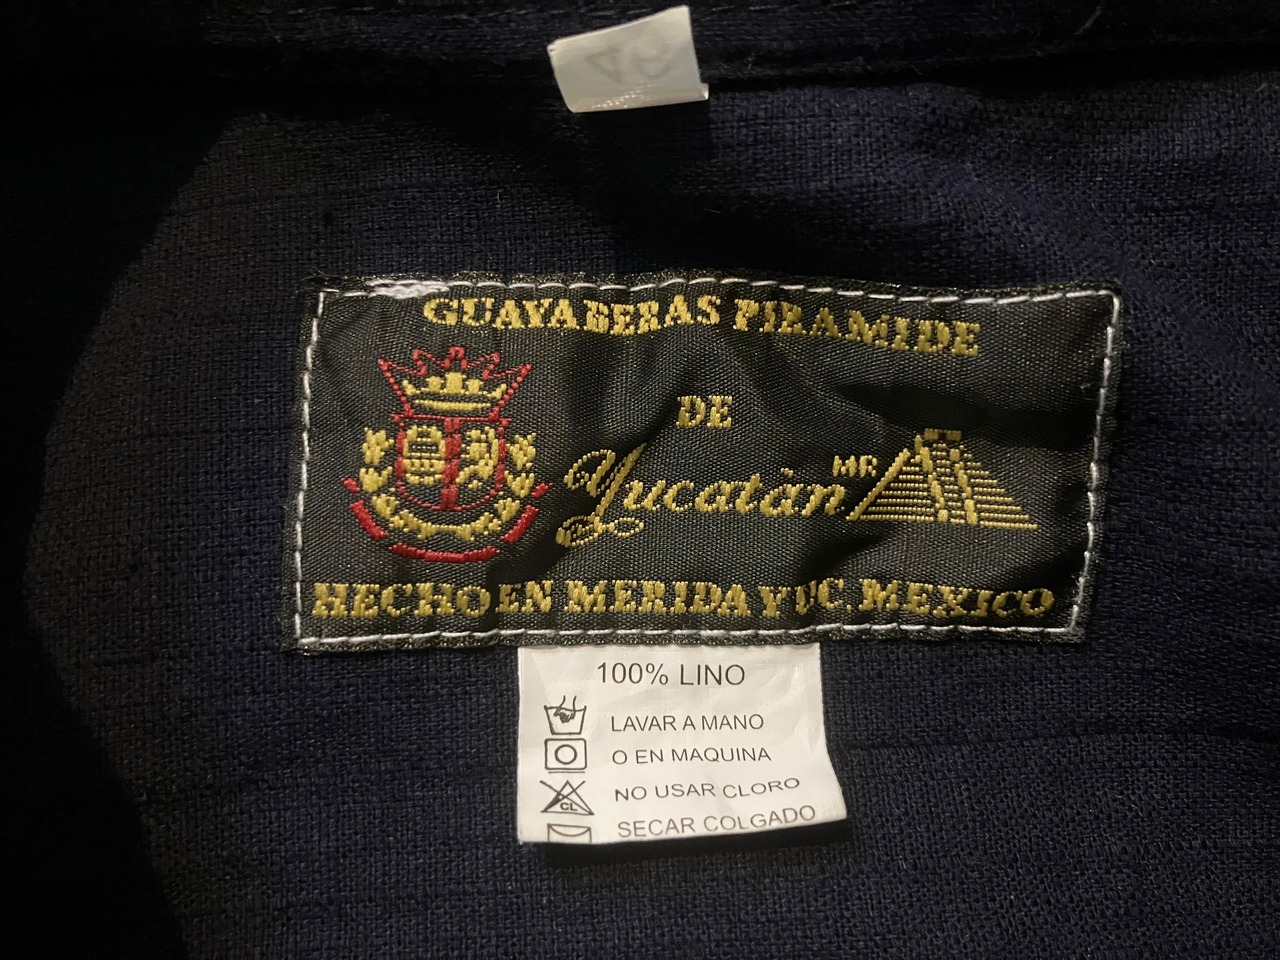 GUAYABERAS PIRAMIDE
DE
Yucatàn MR
HECHO EN MERIDA YUC. MEXICO
100% LINO
LAVAR A MANO
O EN MAQUINA
NO USAR CLORO
CL
SECAR COLGADO